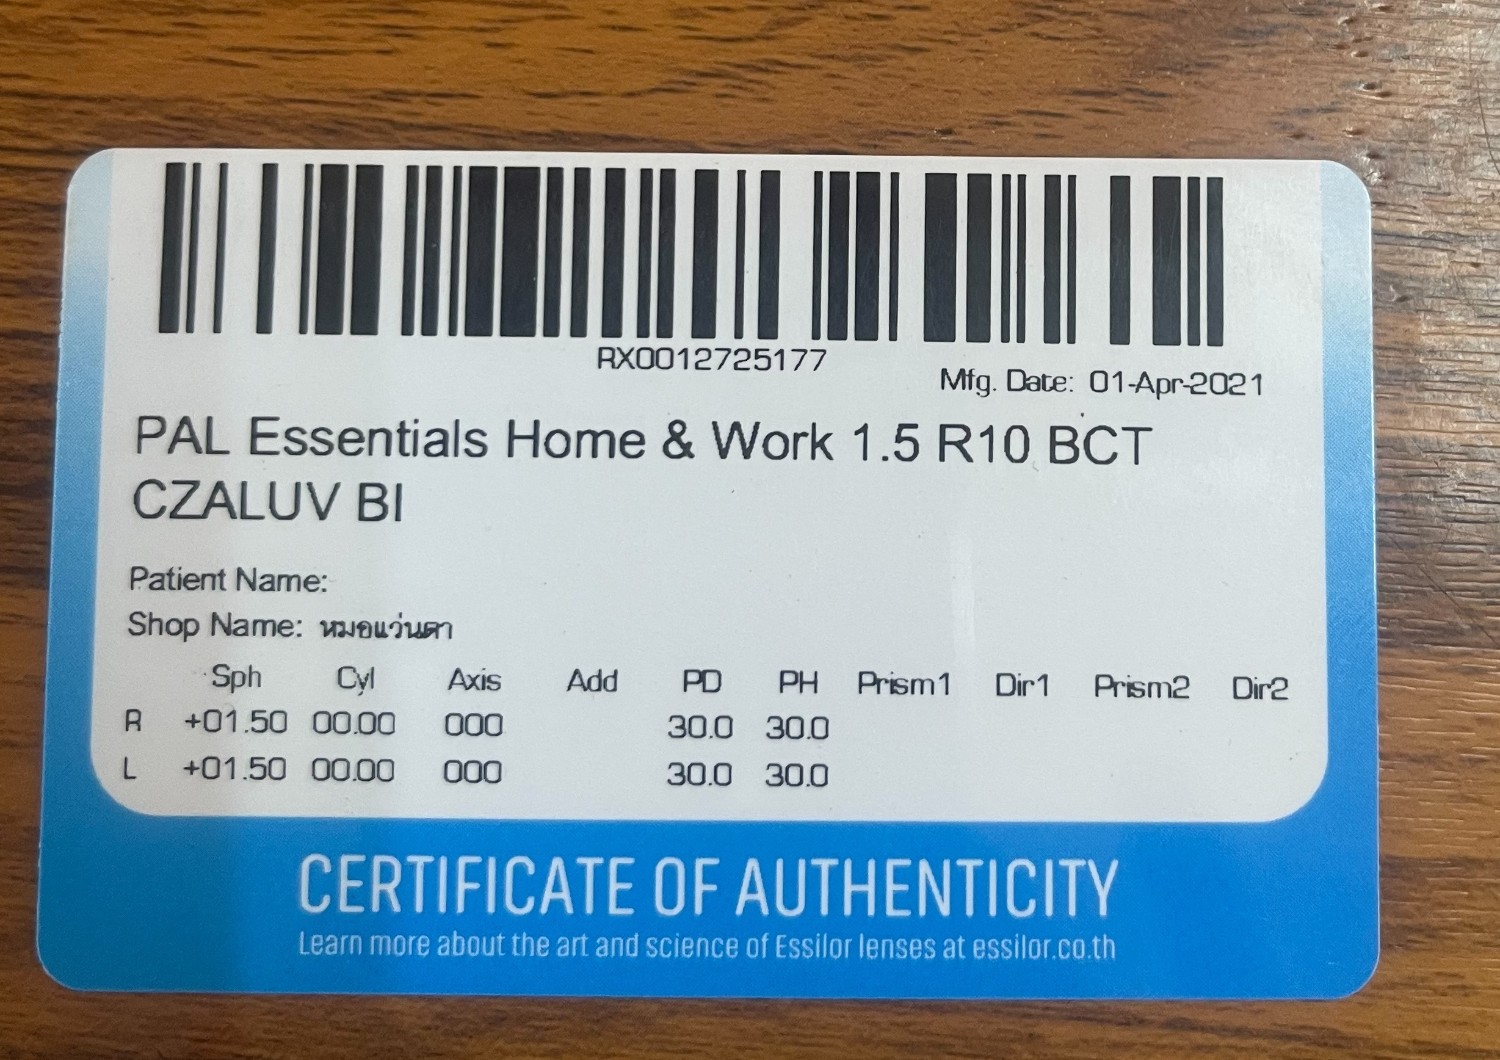 RX0012725177
Mfg. Date: 01-Apr-2021
PAL Essentials Home & Work 1.5 R10 BCT
CZALUV BI
Patient Name:
Shop Name: หมอแว่นตา
Sph Cyl Axis Add PD PH Prism1 Dir1 Prism2 Dir2
R +01.50 00.00 000 30.0 30.0
L +01.50 00.00 000 30.0 30.0
CERTIFICATE OF AUTHENTICITY
Learn more about the art and science of Essilor lenses at essilor.co.th